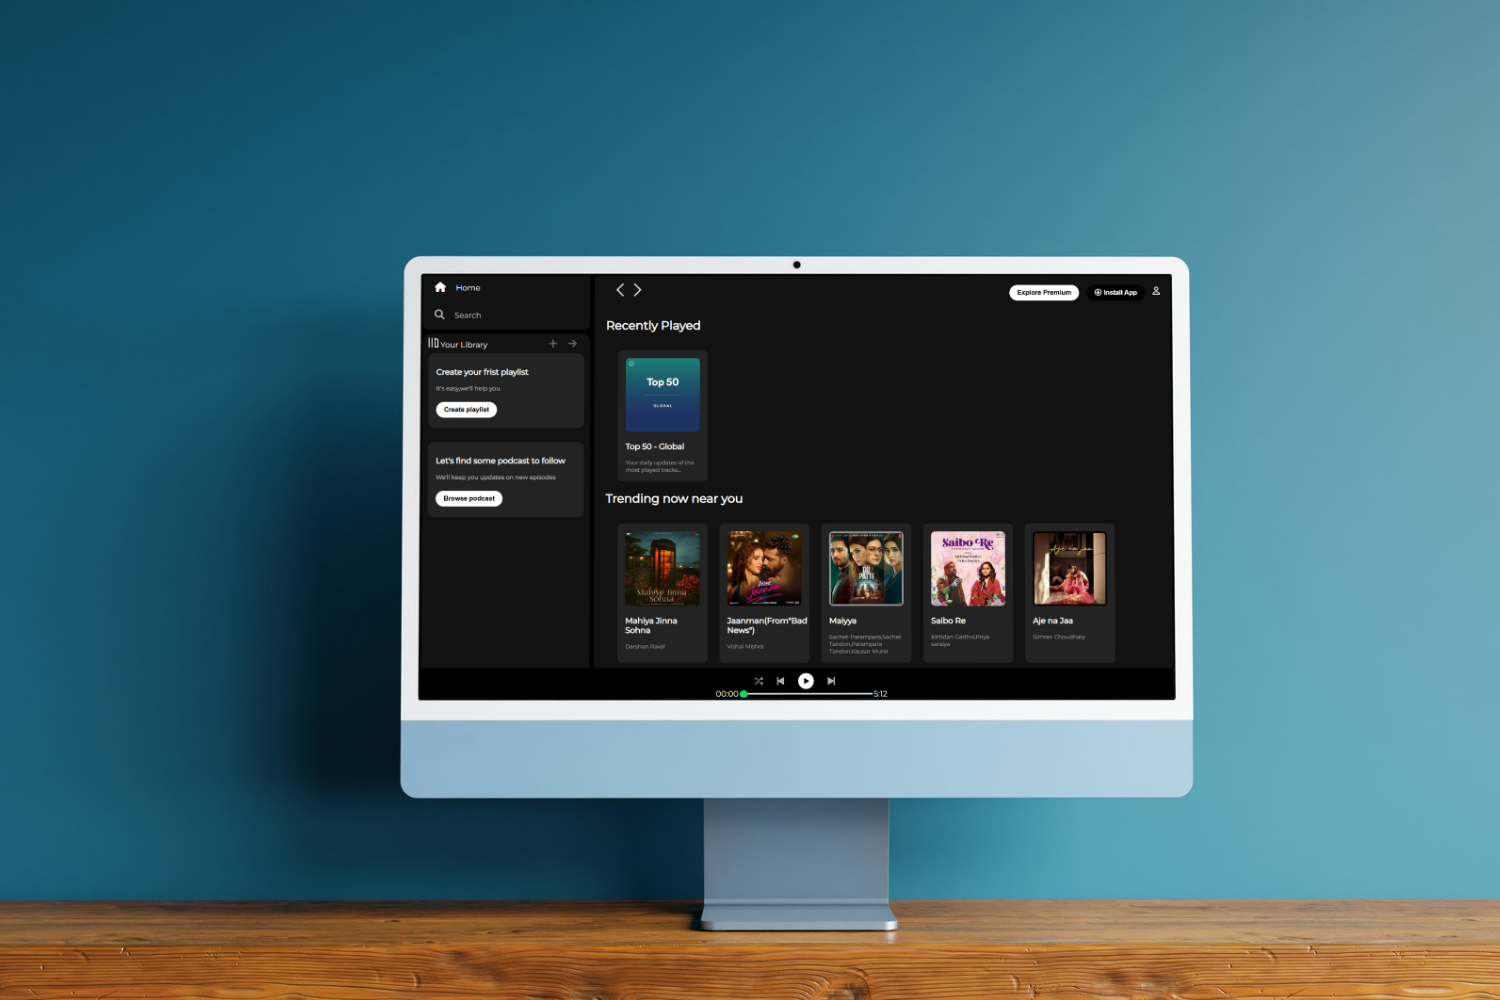 Home
Search
Your Library
Create your frist playlist
It's easy,we'll help you
Create playlist
Let's find some podcast to follow
We'll keep you updates on new episodes
Browse podcast
Explore Premium
Install App
Recently Played
Top 50
GLOBAL
Top 50 - Global
Your daily updates of the
most played tracks...
Trending now near you
Mahiye Jinna
Sohna
Mahiya Jinna
Sohna
Darshan Raval
Jaanam
Jaanman(From"Bad
News")
Vishal Mishra
DO
PATTI
Maiyya
Sachet-Parampara,Sachet
Tandon,Parampara
Tandon,Kausar Munir
Saibo Re
Saibo Re
Kirtidan Gadhvi,Priya
saraiya
Aje na Jaa
Aje na Jaa
Simran Choudhary
00:00
5:12